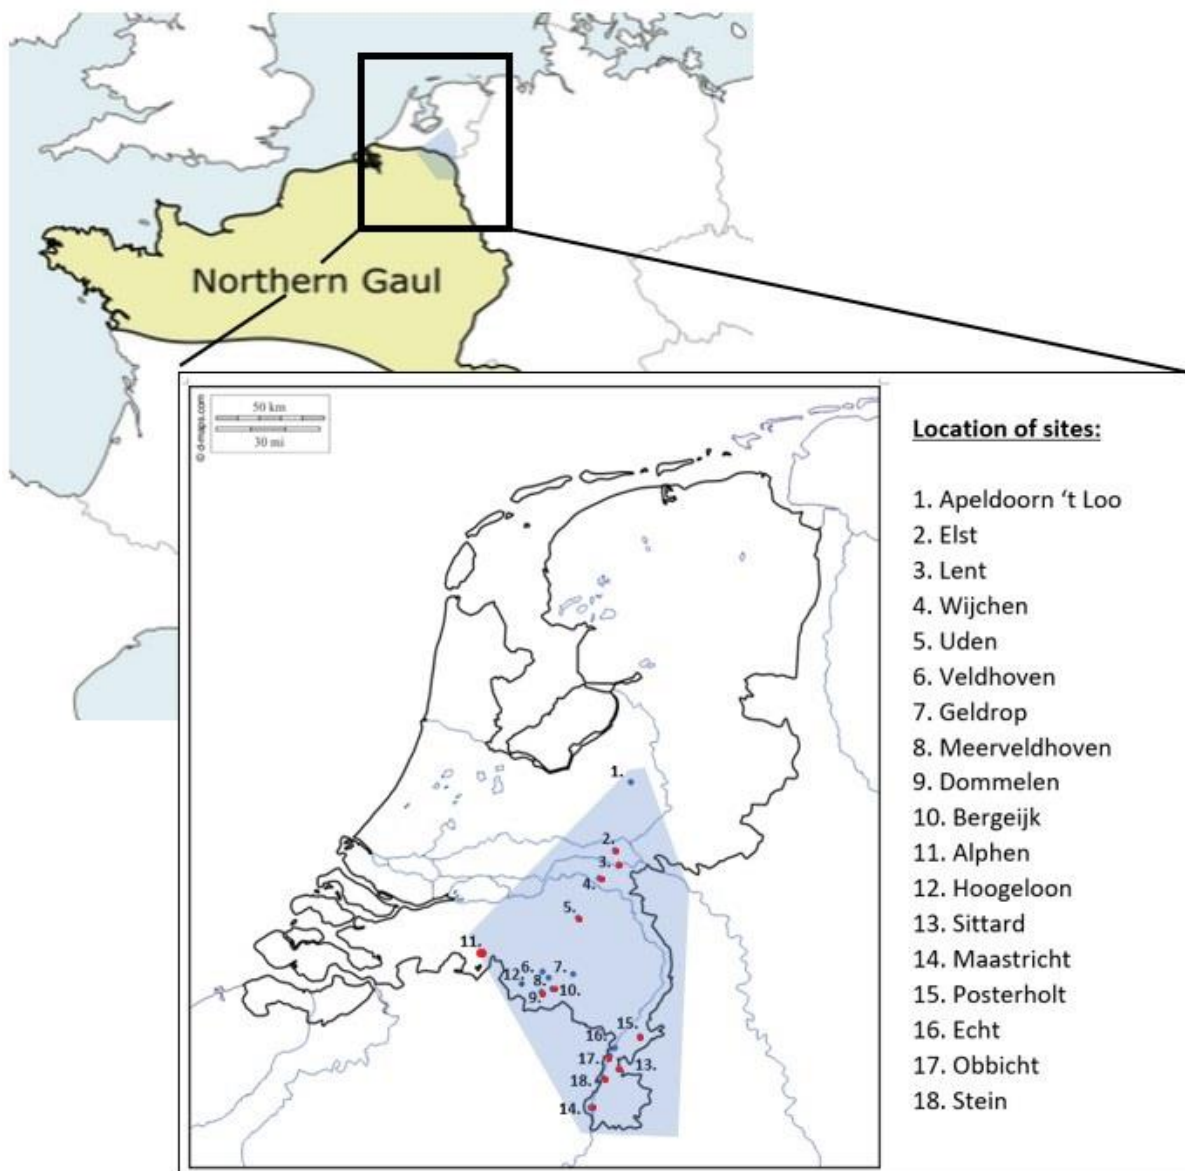 Northern Gaul
© d-maps.com
50 km
30 mi
1.
2.
3.
4.
5.
11.
6.
7.
12.
8.
9.
10.
15.
16.
17.
13.
18.
14.
Location of sites:
1. Apeldoorn ‘t Loo
2. Elst
3. Lent
4. Wijchen
5. Uden
6. Veldhoven
7. Geldrop
8. Meerveldhoven
9. Dommelen
10. Bergeijk
11. Alphen
12. Hoogeloon
13. Sittard
14. Maastricht
15. Posterholt
16. Echt
17. Obbicht
18. Stein